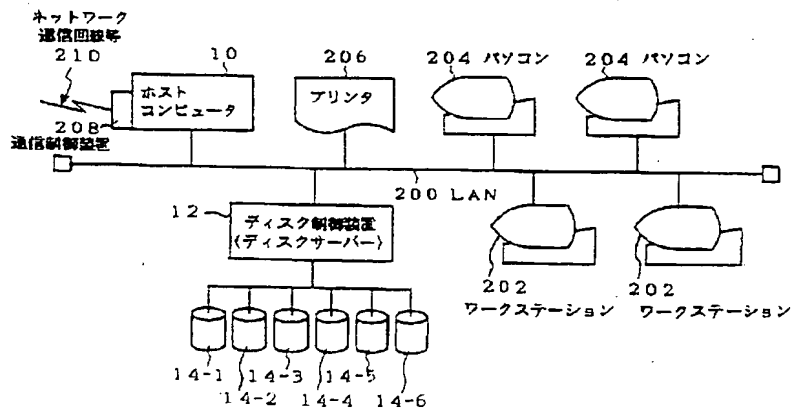 ネットワーク
通信回線等
210
10
206
204 パソコン
204 パソコン
ホスト
コンピュータ
プリンタ
208
通信制御装置
200 LAN
12
ディスク制御装置
(ディスクサーバー)
202
ワークステーション
202
ワークステーション
14-1
14-2
14-3
14-4
14-5
14-6